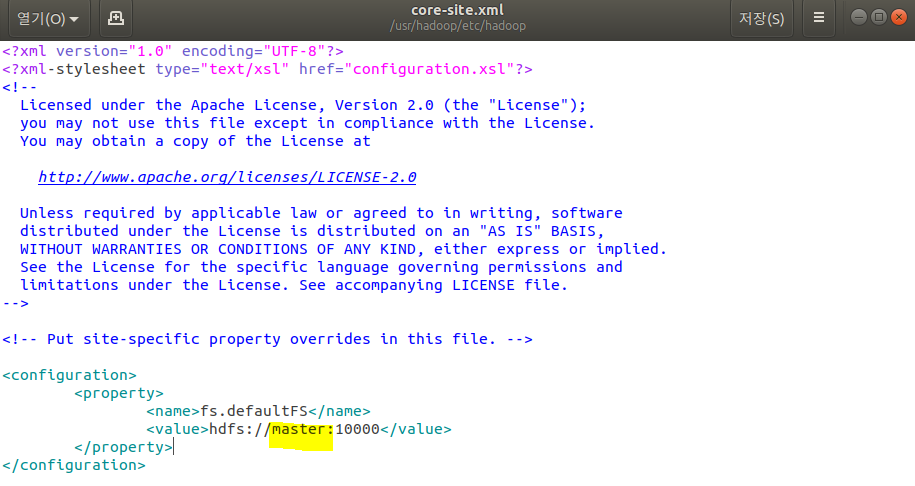 열기(O)
core-site.xml
/usr/hadoop/etc/hadoop
저장(S)
<?xml version="1.0" encoding="UTF-8"?>
<?xml-stylesheet type="text/xsl" href="configuration.xsl"?>
<!--
  Licensed under the Apache License, Version 2.0 (the "License");
  you may not use this file except in compliance with the License.
  You may obtain a copy of the License at

    http://www.apache.org/licenses/LICENSE-2.0

  Unless required by applicable law or agreed to in writing, software
  distributed under the License is distributed on an "AS IS" BASIS,
  WITHOUT WARRANTIES OR CONDITIONS OF ANY KIND, either express or implied.
  See the License for the specific language governing permissions and
  limitations under the License. See accompanying LICENSE file.
-->

<!-- Put site-specific property overrides in this file. -->

<configuration>
        <property>
                <name>fs.defaultFS</name>
                <value>hdfs://master:10000</value>
        </property>
</configuration>